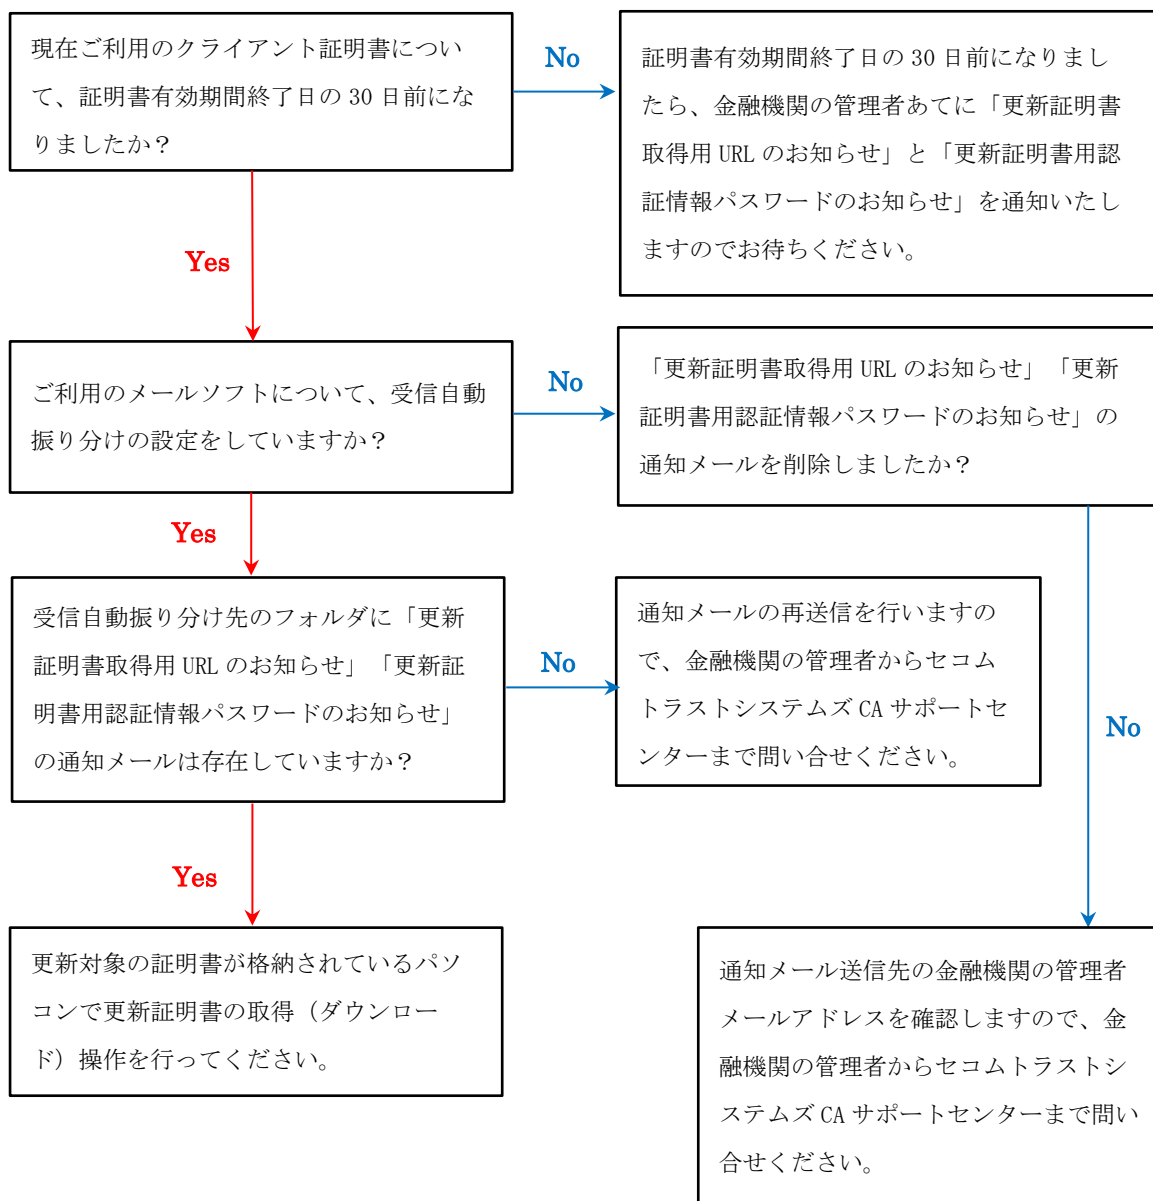 現在ご利用のクライアント証明書につい
て、証明書有効期間終了日の 30 日前にな
りましたか？
No
証明書有効期間終了日の 30 日前になりまし
たら、金融機関の管理者あてに「更新証明書
取得用 URL のお知らせ」と「更新証明書用認
証情報パスワードのお知らせ」を通知いたし
ますのでお待ちください。
Yes
ご利用のメールソフトについて、受信自動
振り分けの設定をしていますか？
No
「更新証明書取得用 URL のお知らせ」「更新
証明書用認証情報パスワードのお知らせ」の
通知メールを削除しましたか？
Yes
受信自動振り分け先のフォルダに「更新
証明書取得用 URL のお知らせ」「更新証
明書用認証情報パスワードのお知らせ」
の通知メールは存在していますか？
No
通知メールの再送信を行いますの
で、金融機関の管理者からセコム
トラストシステムズ CA サポートセ
ンターまで問い合せください。
No
Yes
更新対象の証明書が格納されているパソ
コンで更新証明書の取得（ダウンロー
ド）操作を行ってください。
通知メール送信先の金融機関の管理者
メールアドレスを確認しますので、金
融機関の管理者からセコムトラストシ
ステムズ CA サポートセンターまで問い
合せください。